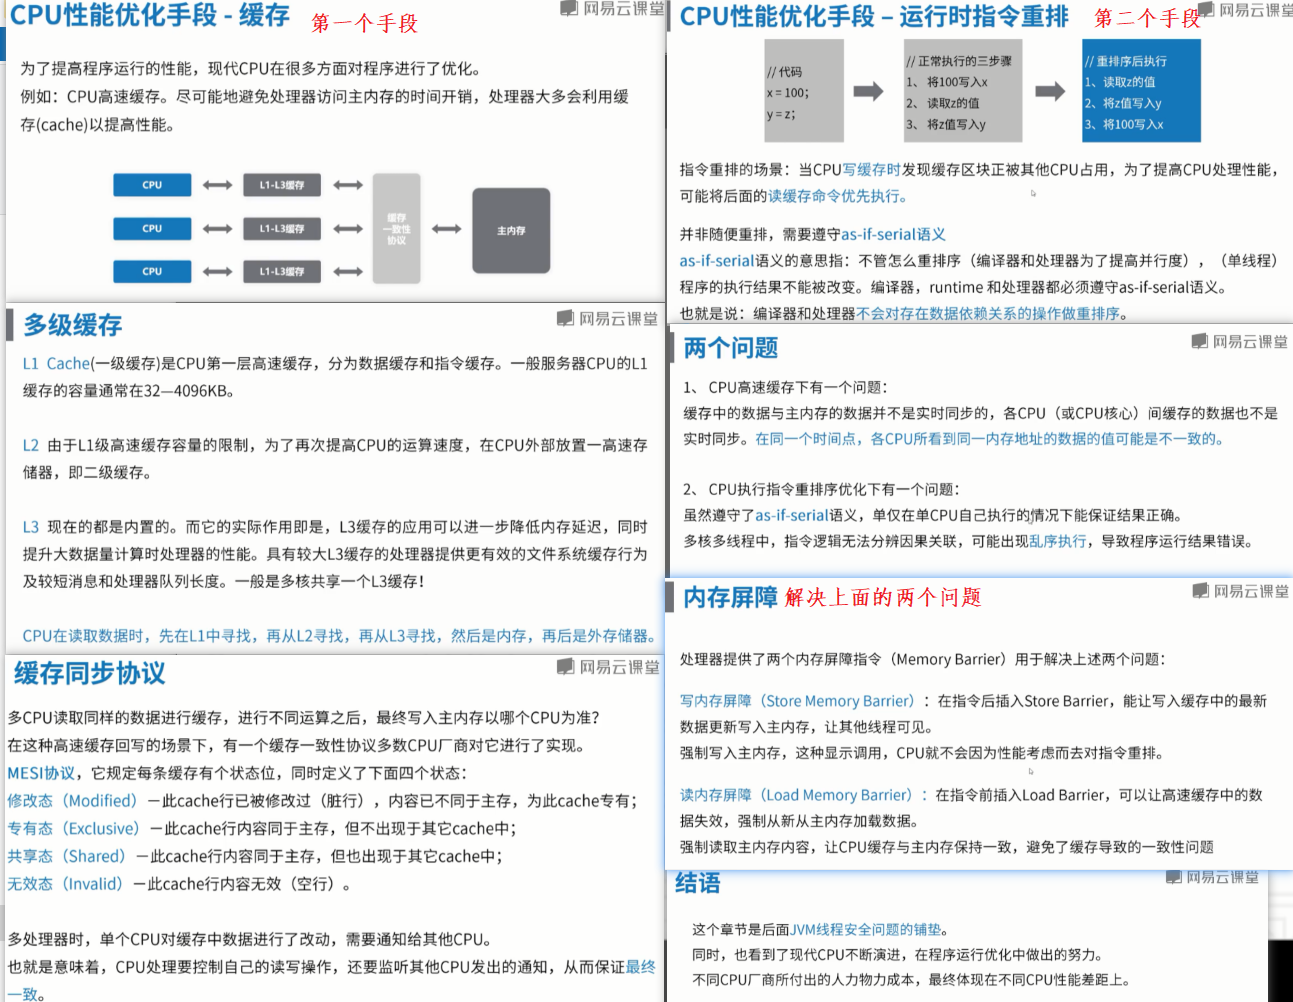 CPU性能优化手段 - 缓存
第一个手段
网易云课堂
为了提高程序运行的性能，现代CPU在很多方面对程序进行了优化。
例如：CPU高速缓存。尽可能地避免处理器访问主内存的时间开销，处理器大多会利用缓
存(cache)以提高性能。
CPU
L1-L3缓存
CPU
L1-L3缓存
CPU
L1-L3缓存
缓存
一致性
协议
主内存
多级缓存
网易云课堂
L1 Cache(一级缓存)是CPU第一层高速缓存，分为数据缓存和指令缓存。一般服务器CPU的L1
缓存的容量通常在32—4096KB。
L2 由于L1级高速缓存容量的限制，为了再次提高CPU的运算速度，在CPU外部放置一高速存
储器，即二级缓存。
L3 现在的都是内置的。而它的实际作用即是，L3缓存的应用可以进一步降低内存延迟，同时
提升大数据量计算时处理器的性能。具有较大L3缓存的处理器提供更有效的文件系统缓存行为
及较短消息和处理器队列长度。一般是多核共享一个L3缓存！
CPU在读取数据时，先在L1中寻找，再从L2寻找，再从L3寻找，然后是内存，再后是外存储器。
缓存同步协议
网易云课堂
多CPU读取同样的数据进行缓存，进行不同运算之后，最终写入主内存以哪个CPU为准？
在这种高速缓存回写的场景下，有一个缓存一致性协议多数CPU厂商对它进行了实现。
MESI协议，它规定每条缓存有个状态位，同时定义了下面四个状态：
修改态（Modified）—此cache行已被修改过（脏行），内容已不同于主存，为此cache专有；
专有态（Exclusive）—此cache行内容同于主存，但不出现于其它cache中；
共享态（Shared）—此cache行内容同于主存，但也出现于其它cache中；
无效态（Invalid）—此cache行内容无效（空行）。
多处理器时，单个CPU对缓存中数据进行了改动，需要通知给其他CPU。
也就是意味着，CPU处理要控制自己的读写操作，还要监听其他CPU发出的通知，从而保证最终
一致。
CPU性能优化手段 – 运行时指令重排
第二个手段
网易云课堂
// 代码
x = 100；
y = z；
// 正常执行的三步骤
1、 将100写入x
2、 读取z的值
3、 将z值写入y
// 重排序后执行
1、读取z的值
2、将z值写入y
3、将100写入x
指令重排的场景：当CPU写缓存时发现缓存区块正被其他CPU占用，为了提高CPU处理性能，
可能将后面的读缓存命令优先执行。
并非随便重排，需要遵守as-if-serial语义
as-if-serial语义的意思指：不管怎么重排序（编译器和处理器为了提高并行度），（单线程）
程序的执行结果不能被改变。编译器，runtime 和处理器都必须遵守as-if-serial语义。
也就是说：编译器和处理器不会对存在数据依赖关系的操作做重排序。
两个问题
网易云课堂
1、 CPU高速缓存下有一个问题：
缓存中的数据与主内存的数据并不是实时同步的，各CPU（或CPU核心）间缓存的数据也不是
实时同步。在同一个时间点，各CPU所看到同一内存地址的数据的值可能是不一致的。
2、 CPU执行指令重排序优化下有一个问题：
虽然遵守了as-if-serial语义，单仅在单CPU自己执行的情况下能保证结果正确。
多核多线程中，指令逻辑无法分辨因果关联，可能出现乱序执行，导致程序运行结果错误。
内存屏障
解决上面的两个问题
网易云课堂
处理器提供了两个内存屏障指令（Memory Barrier）用于解决上述两个问题：
写内存屏障（Store Memory Barrier）：在指令后插入Store Barrier，能让写入缓存中的最新
数据更新写入主内存，让其他线程可见。
强制写入主内存，这种显示调用，CPU就不会因为性能考虑而去对指令重排。
读内存屏障（Load Memory Barrier）：在指令前插入Load Barrier，可以让高速缓存中的数
据失效，强制从新从主内存加载数据。
强制读取主内存内容，让CPU缓存与主内存保持一致，避免了缓存导致的一致性问题
结语
网易云课堂
这个章节是后面JVM线程安全问题的铺垫。
同时，也看到了现代CPU不断演进，在程序运行优化中做出的努力。
不同CPU厂商所付出的人力物力成本，最终体现在不同CPU性能差距上。